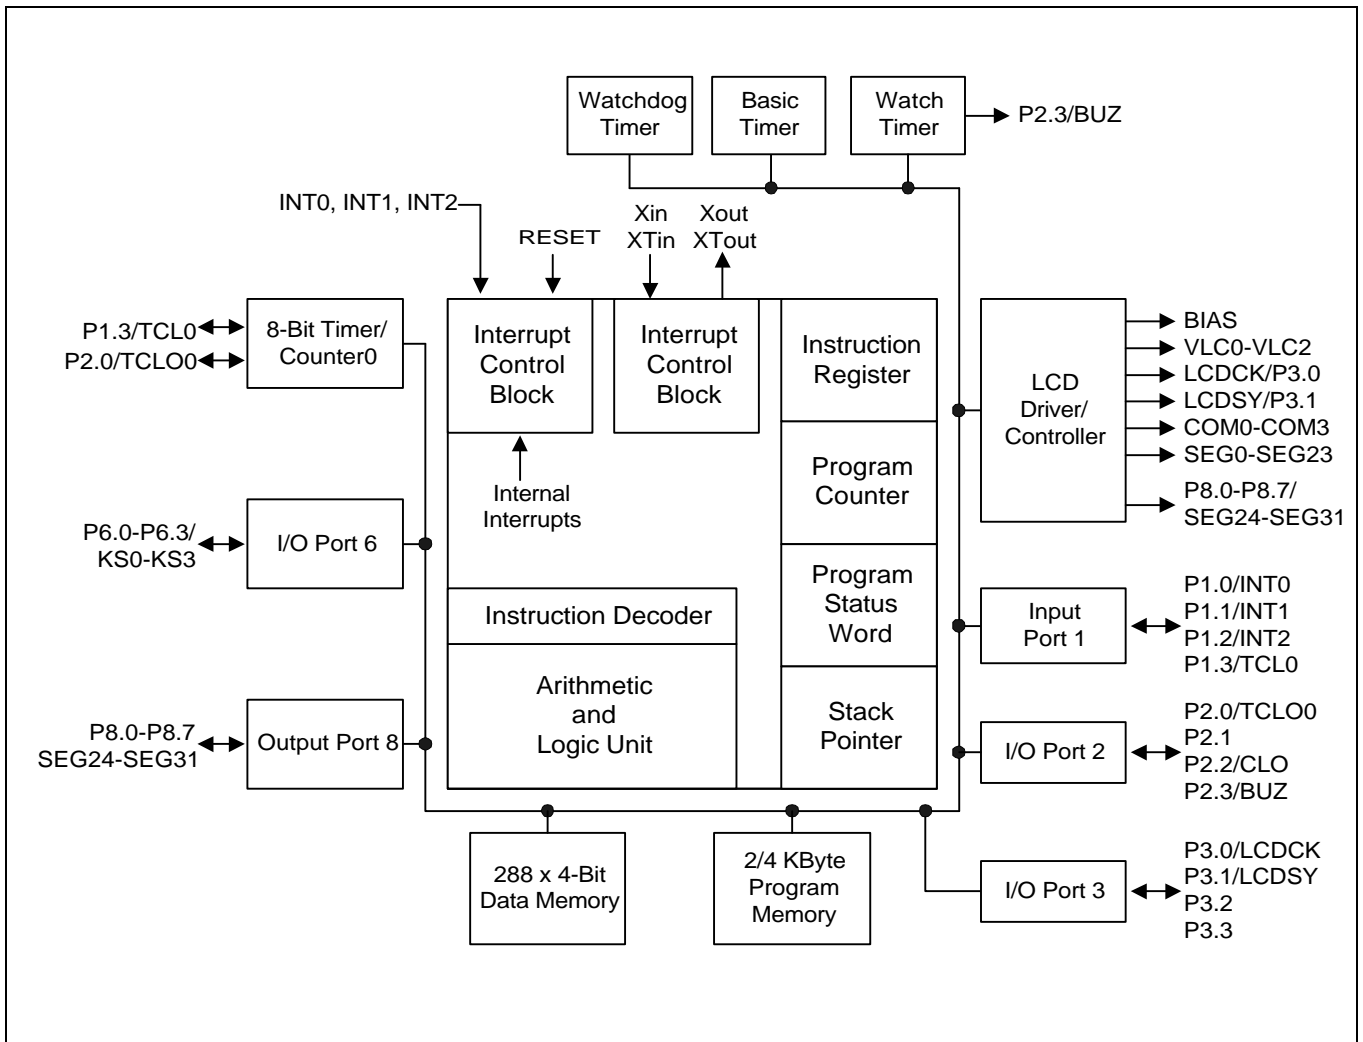 Watchdog
Timer
Basic
Timer
Watch
Timer
P2.3/BUZ
INT0, INT1, INT2
RESET
Xin
XTin
Xout
XTout
P1.3/TCL0
P2.0/TCLO0
8-Bit Timer/
Counter0
Interrupt
Control
Block
Interrupt
Control
Block
Instruction
Register
LCD
Driver/
Controller
BIAS
VLC0-VLC2
LCDCK/P3.0
LCDSY/P3.1
COM0-COM3
SEG0-SEG23
P8.0-P8.7/
SEG24-SEG31
Internal
Interrupts
Program
Counter
P6.0-P6.3/
KS0-KS3
I/O Port 6
Instruction Decoder
Program
Status
Word
Input
Port 1
P1.0/INT0
P1.1/INT1
P1.2/INT2
P1.3/TCL0
Arithmetic
and
Logic Unit
Stack
Pointer
P8.0-P8.7
SEG24-SEG31
Output Port 8
I/O Port 2
P2.0/TCLO0
P2.1
P2.2/CLO
P2.3/BUZ
288 x 4-Bit
Data Memory
2/4 KByte
Program
Memory
I/O Port 3
P3.0/LCDCK
P3.1/LCDSY
P3.2
P3.3